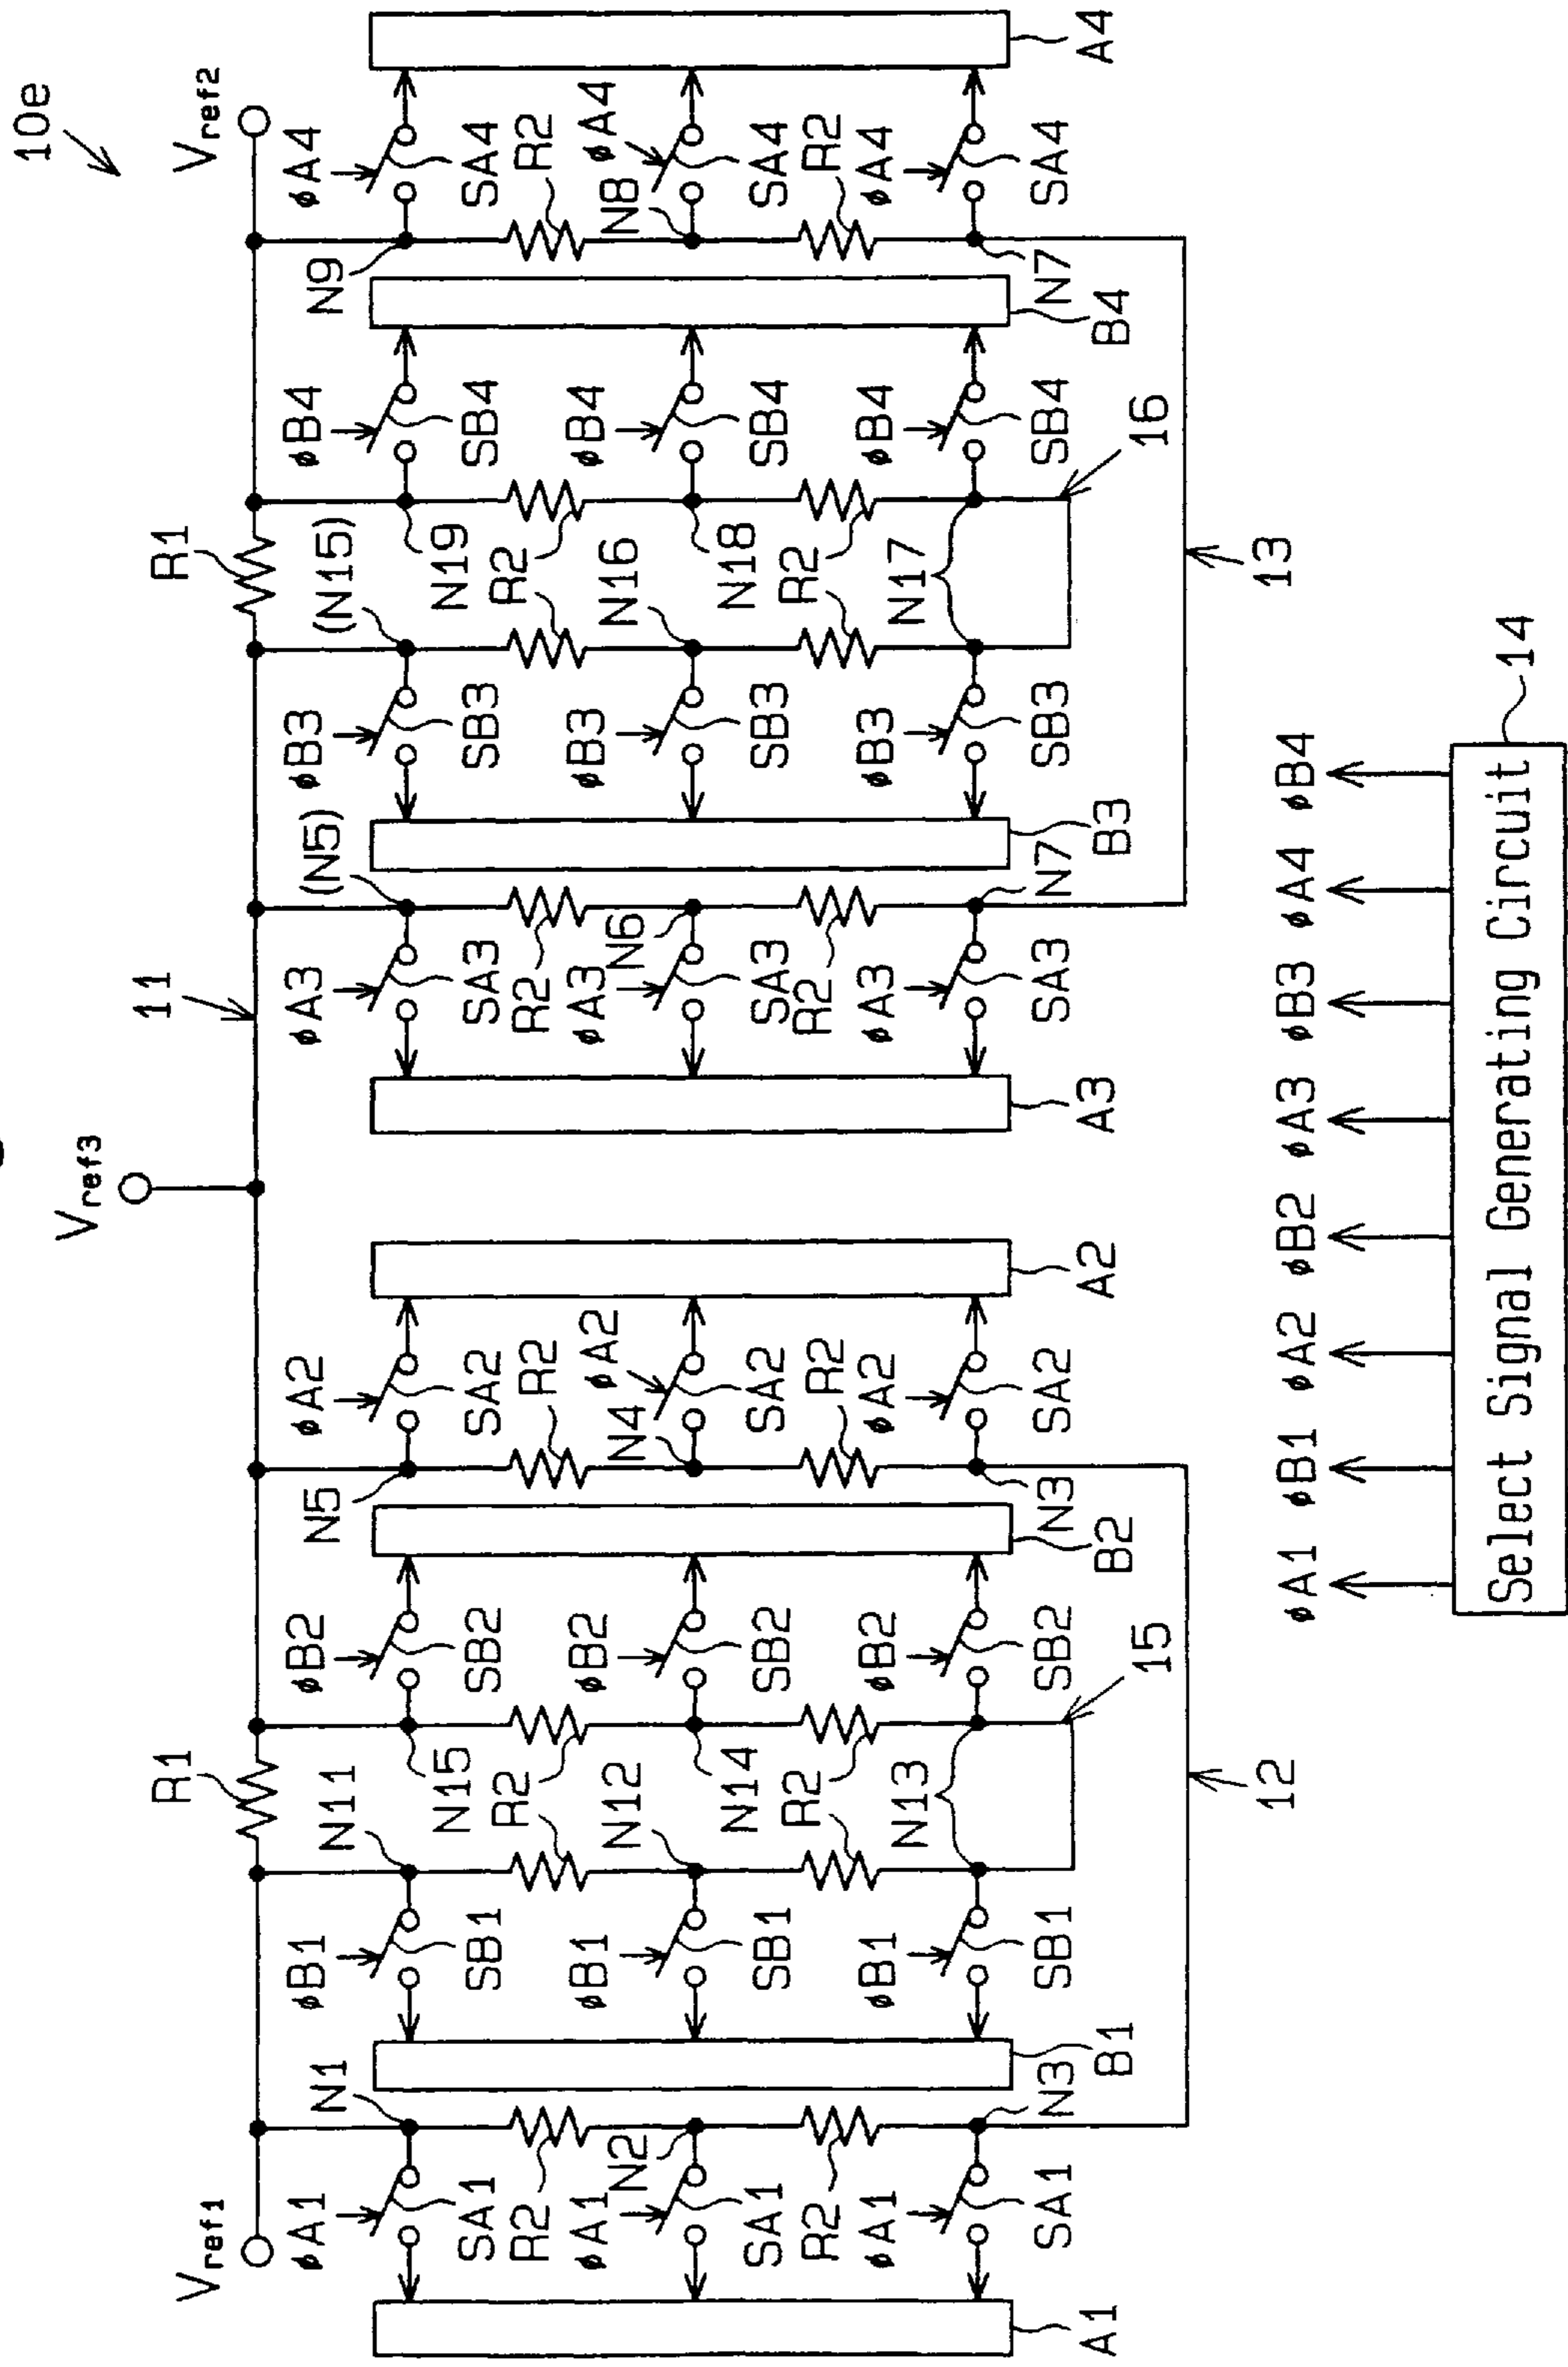 10e
Vref3
R1
11
R1
Vref1
Vref2
φA1
N1
φB1
N11
φB2
N5
φA2
φA3
(N5)
φB3
(N15)
φB4
N9
φA4
SA1
SB1
N15
SB2
SA2
SA3
SB3
N19
SB4
SA4
R2
R2
R2
R2
R2
R2
φA1
N2
φB1
N12
φB2
N4
φA2
φA3
N6
φB3
N16
φB4
N8
φA4
SA1
SB1
N14
SB2
SA2
SA3
SB3
N18
SB4
SA4
R2
R2
R2
R2
R2
R2
φA1
φB1
N13
φB2
φA2
φA3
φB3
N17
φB4
φA4
SA1
N3
SB1
SB2
N3
SA2
SA3
N7
SB3
SB4
N7
SA4
A1
B1
15
B2
A2
A3
B3
16
B4
A4
12
13
φA1 φB1 φA2 φB2 φA3 φB3 φA4 φB4
14
Select Signal Generating Circuit